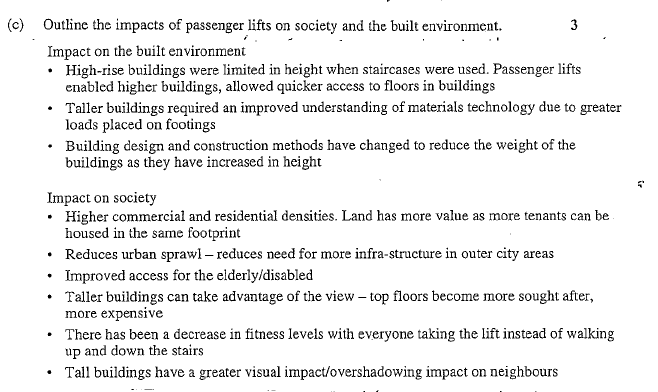 (c) Outline the impacts of passenger lifts on society and the built environment. 3
Impact on the built environment
• High-rise buildings were limited in height when staircases were used. Passenger lifts
enabled higher buildings, allowed quicker access to floors in buildings
• Taller buildings required an improved understanding of materials technology due to greater
loads placed on footings
• Building design and construction methods have changed to reduce the weight of the
buildings as they have increased in height
Impact on society
• Higher commercial and residential densities. Land has more value as more tenants can be
housed in the same footprint
• Reduces urban sprawl – reduces need for more infra-structure in outer city areas
• Improved access for the elderly/disabled
• Taller buildings can take advantage of the view – top floors become more sought after,
more expensive
• There has been a decrease in fitness levels with everyone taking the lift instead of walking
up and down the stairs
• Tall buildings have a greater visual impact/overshadowing impact on neighbours